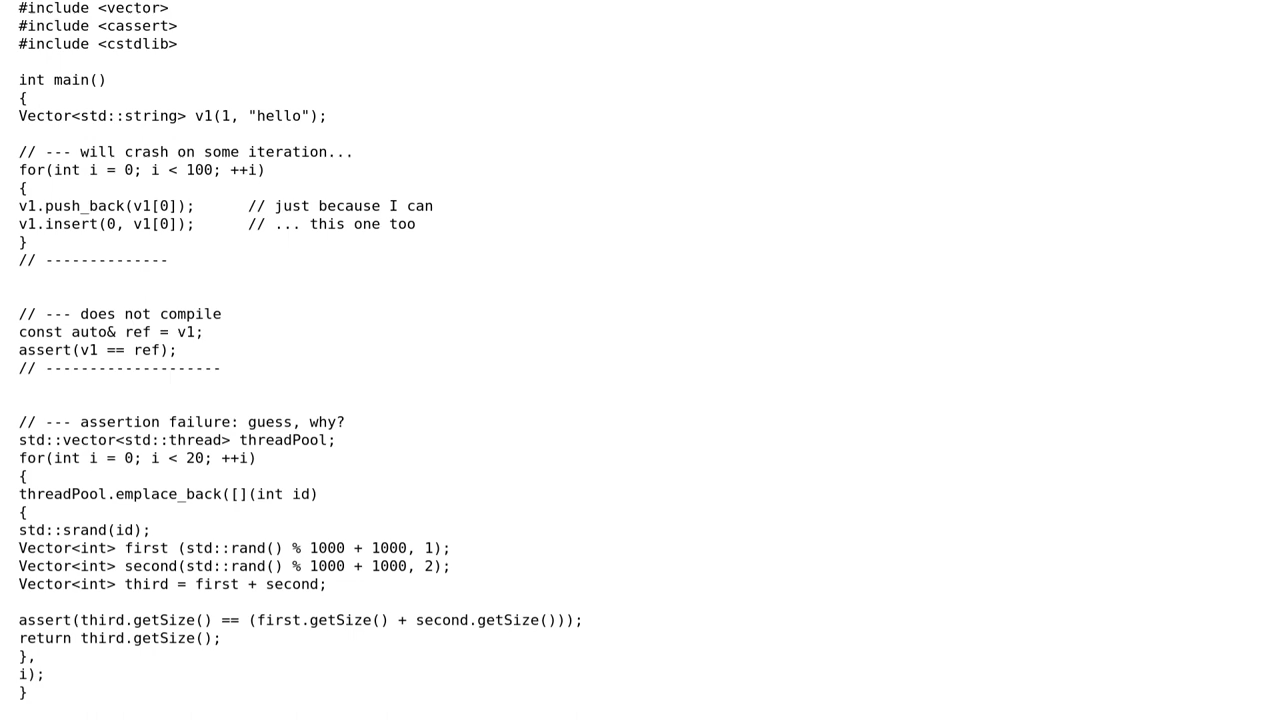 #include <vector>
#include <cassert>
#include <cstdlib>
int main()
{
Vector<std::string> v1(1, "hello");
// --- will crash on some iteration...
for(int i = 0; i < 100; ++i)
{
v1.push_back(v1[0]);      // just because I can
v1.insert(0, v1[0]);      // ... this one too
}
// --------------
// --- does not compile
const auto& ref = v1;
assert(v1 == ref);
// --------------------
// --- assertion failure: guess, why?
std::vector<std::thread> threadPool;
for(int i = 0; i < 20; ++i)
{
threadPool.emplace_back([](int id)
{
std::srand(id);
Vector<int> first (std::rand() % 1000 + 1000, 1);
Vector<int> second(std::rand() % 1000 + 1000, 2);
Vector<int> third = first + second;
assert(third.getSize() == (first.getSize() + second.getSize()));
return third.getSize();
},
i);
}